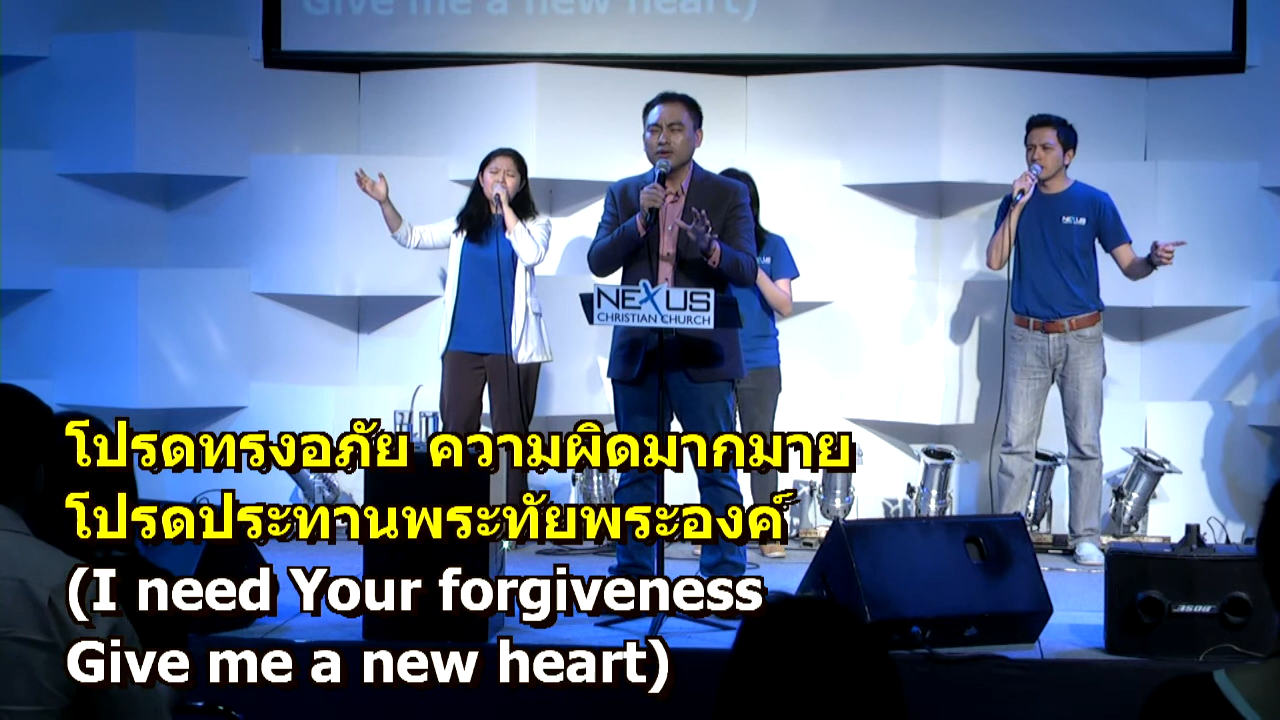 Give me a new heart)
NEXUS
NEXUS
CHRISTIAN CHURCH
โปรดทรงอภัย ความผิดมากมาย
โปรดประทานพระทัยพระองค์
(I need Your forgiveness
Give me a new heart)
BOSE